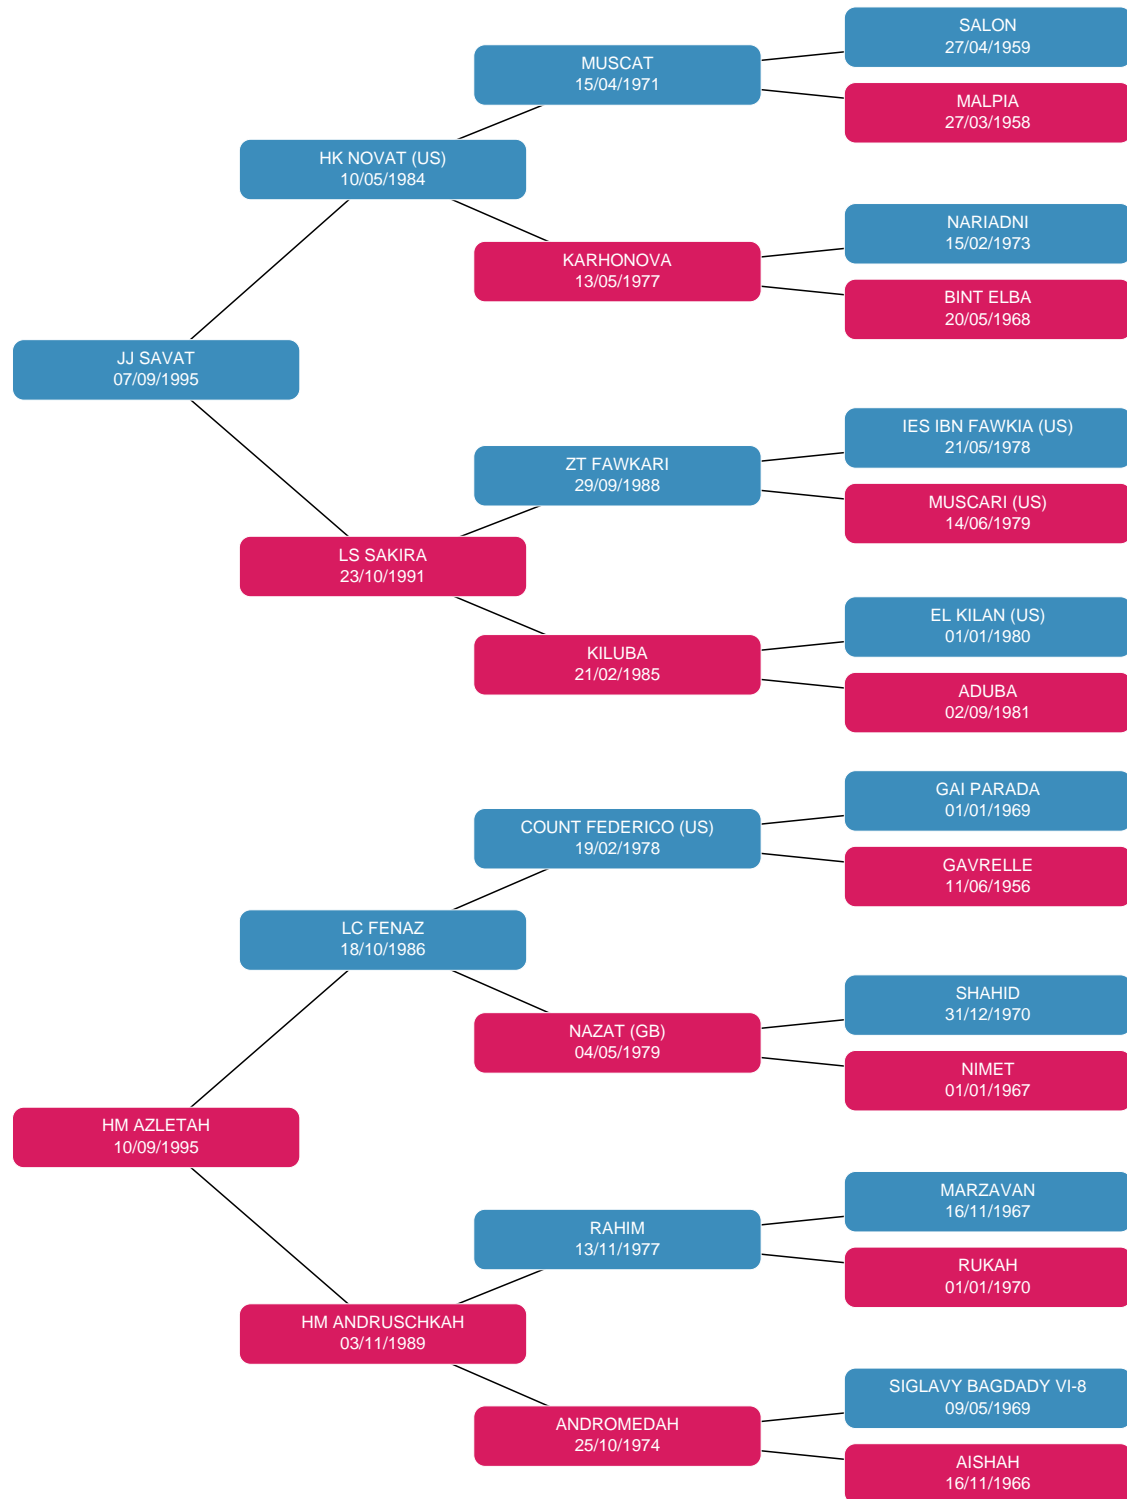 SALON
27/04/1959
MUSCAT
15/04/1971
MALPIA
27/03/1958
HK NOVAT (US)
10/05/1984
NARIADNI
15/02/1973
KARHONOVA
13/05/1977
BINT ELBA
20/05/1968
JJ SAVAT
07/09/1995
IES IBN FAWKIA (US)
21/05/1978
ZT FAWKARI
29/09/1988
MUSCARI (US)
14/06/1979
LS SAKIRA
23/10/1991
EL KILAN (US)
01/01/1980
KILUBA
21/02/1985
ADUBA
02/09/1981
GAI PARADA
01/01/1969
COUNT FEDERICO (US)
19/02/1978
GAVRELLE
11/06/1956
LC FENAZ
18/10/1986
SHAHID
31/12/1970
NAZAT (GB)
04/05/1979
NIMET
01/01/1967
HM AZLETAH
10/09/1995
MARZAVAN
16/11/1967
RAHIM
13/11/1977
RUKAH
01/01/1970
HM ANDRUSCHKAH
03/11/1989
SIGLAVY BAGDADY VI-8
09/05/1969
ANDROMEDAH
25/10/1974
AISHAH
16/11/1966